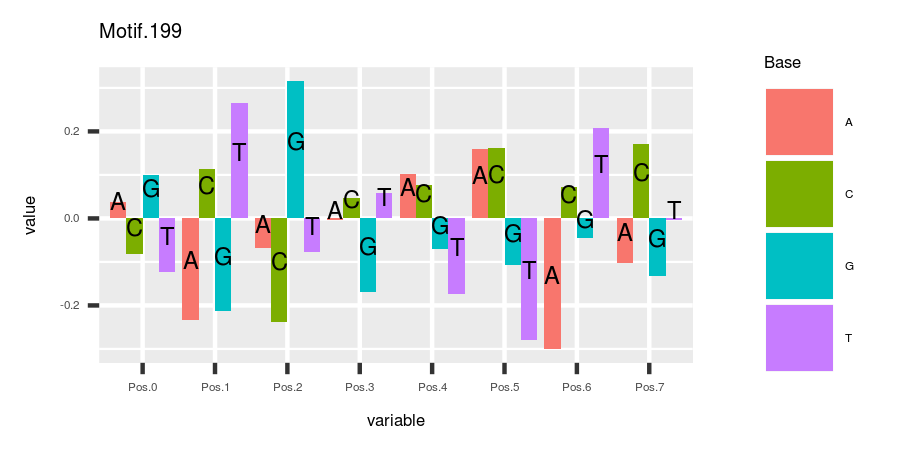 Motif.199
Base
A
C
G
T
value
0.2
0.0
-0.2
A C G T A C G T A C G T A C G T A C G T A C G T A C G T A C G T
Pos.0 Pos.1 Pos.2 Pos.3 Pos.4 Pos.5 Pos.6 Pos.7
variable